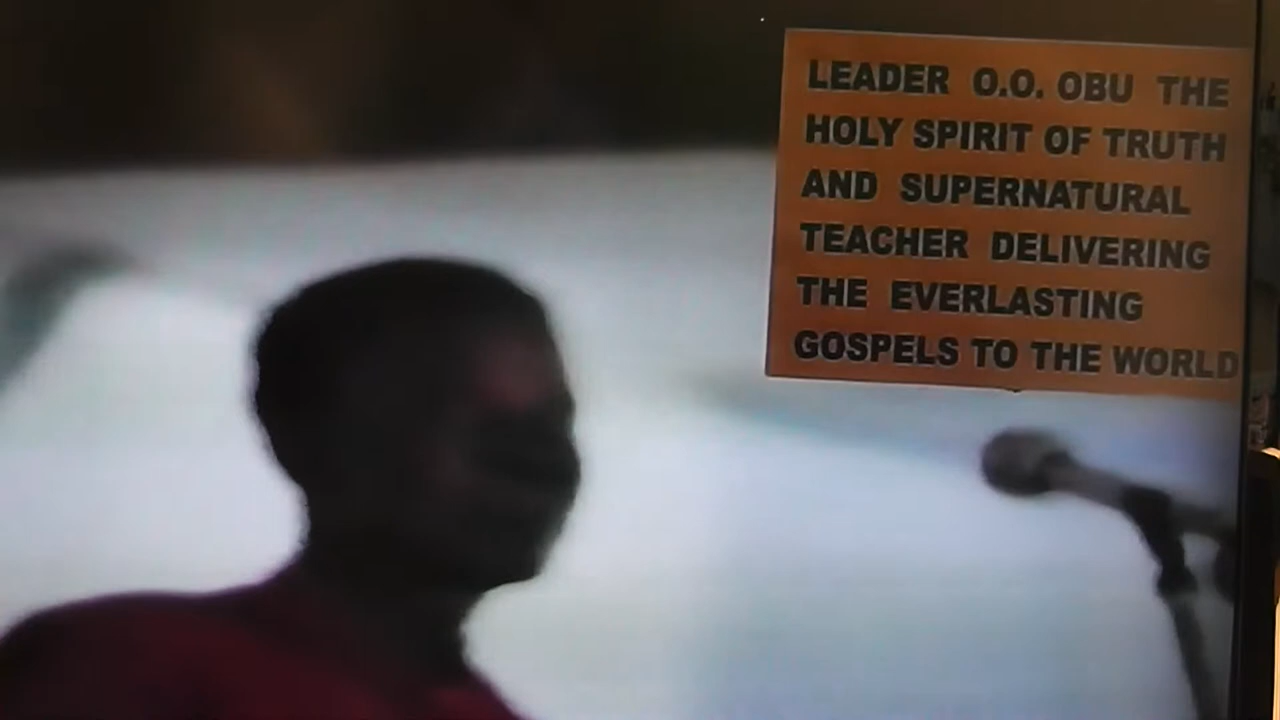 LEADER O.O. OBU THE
HOLY SPIRIT OF TRUTH
AND SUPERNATURAL
TEACHER DELIVERING
THE EVERLASTING
GOSPELS TO THE WORLD